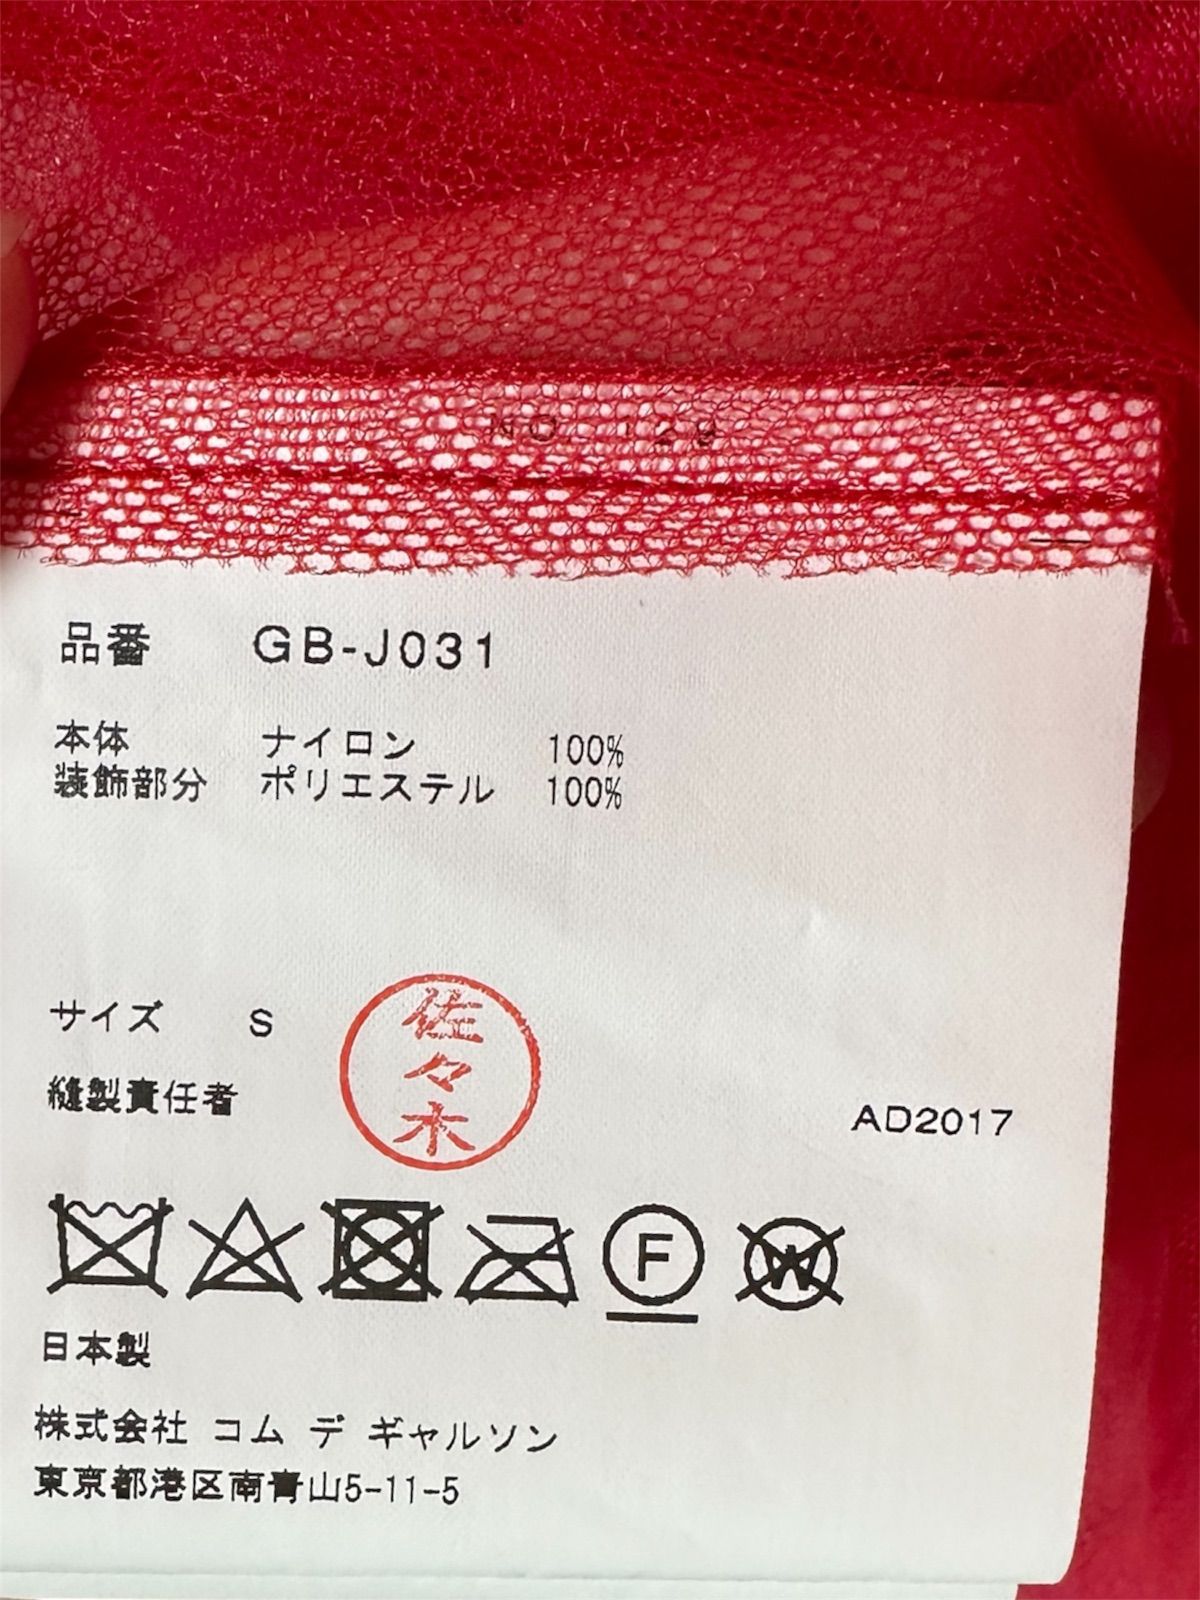 品番 GB-J031
本体 ナイロン 100%
装飾部分 ポリエステル 100%
サイズ S
佐々木
縫製責任者
AD2017
F
W
日本製
株式会社 コム デ ギャルソン
東京都港区南青山5-11-5